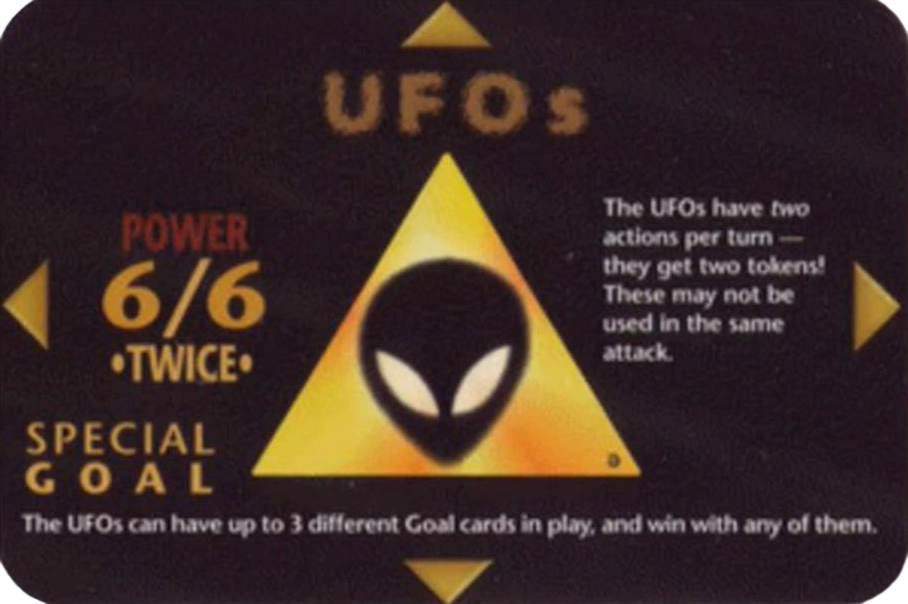 UFOs
POWER
6/6
•TWICE•
The UFOs have two
actions per turn —
they get two tokens!
These may not be
used in the same
attack.
SPECIAL
GOAL
The UFOs can have up to 3 different Goal cards in play, and win with any of them.